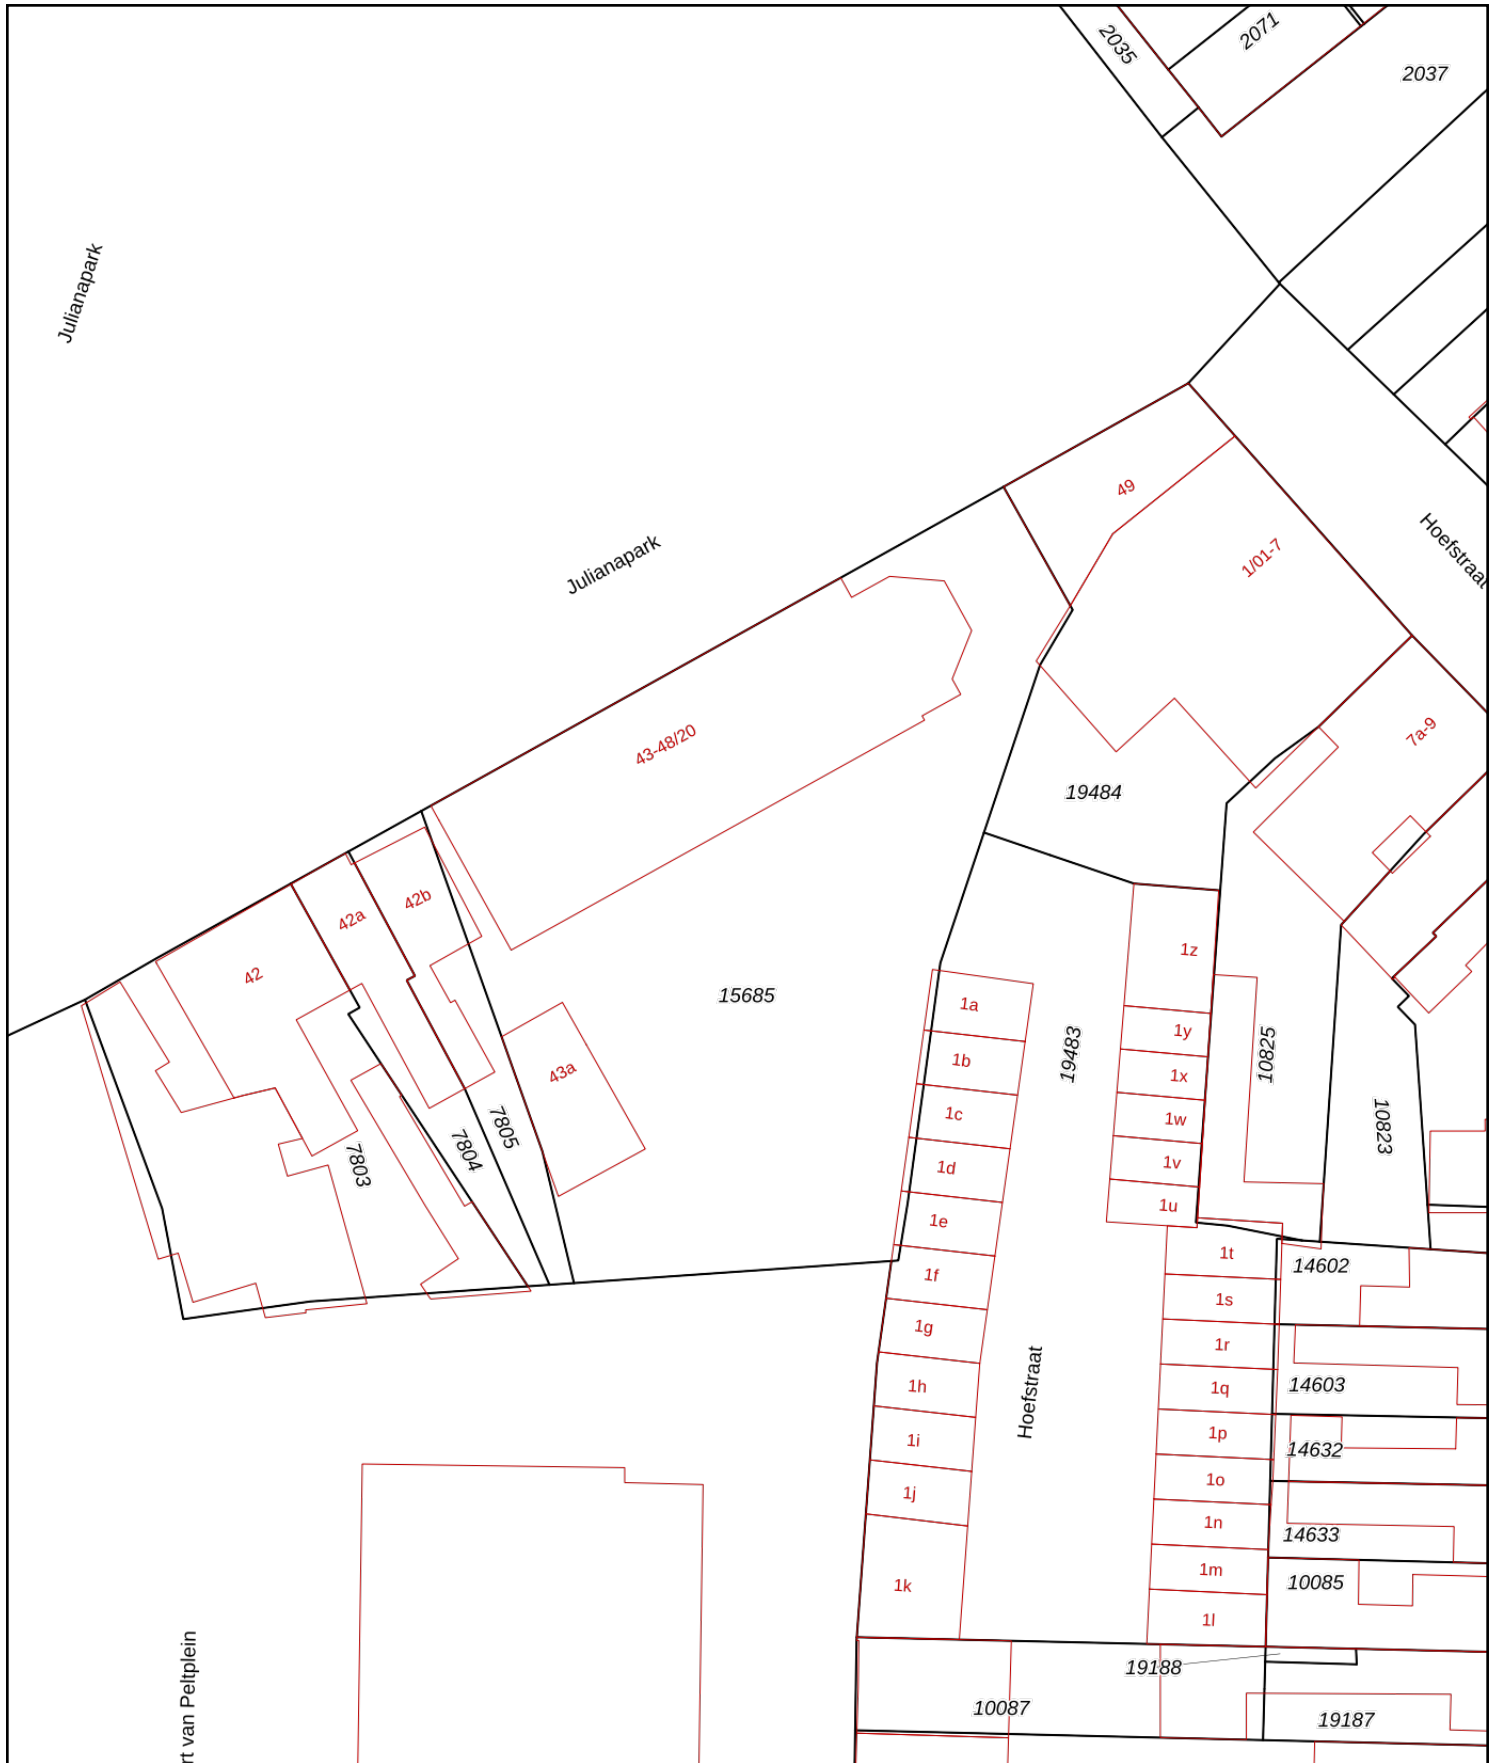 2035
2071
2037
Julianapark
49
Hoefstraat
Julianapark
1/01-7
43-48/20
7a-9
19484
42b
42a
42
15685
1z
1a
1y
19483
10825
1b
43a
1x
1c
1w
7805
10823
7804
7803
1d
1v
1u
1e
1t
14602
1f
1s
1g
1r
Hoefstraat
1h
1q
14603
1i
1p
14632
1j
1o
1n
14633
1k
1m
10085
1l
19188
rt van Peltplein
10087
19187